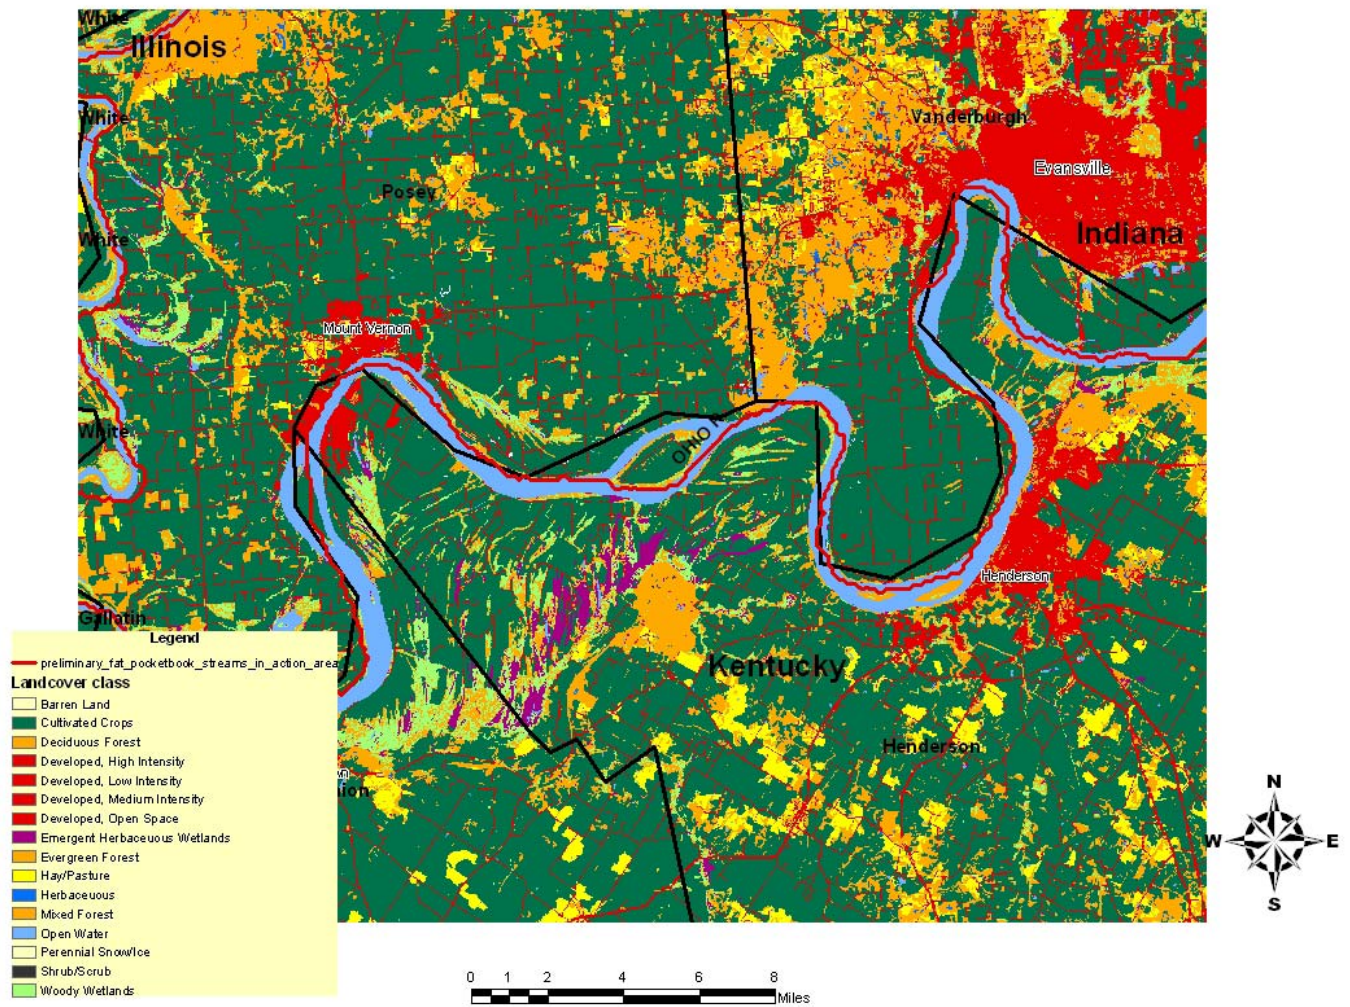 White
Illinois
White
Vanderburgh
Evansville
Posey
White
Indiana
Mount Vernon
OHIO R
White
Henderson
Gallatin
Legend
preliminary_fat_pocketbook_streams_in_action_area
Kentucky
Landcover class
Barren Land
Cultivated Crops
Deciduous Forest
Henderson
Developed, High Intensity
Developed, Low Intensity
Developed, Medium Intensity
Developed, Open Space
Emergent Herbaceuous Wetlands
Evergreen Forest
Hay/Pasture
Herbaceuous
Mixed Forest
Open Water
Perennial Snow/Ice
Shrub/Scrub
Woody Wetlands
N
W
E
S
0 1 2 4 6 8
Miles